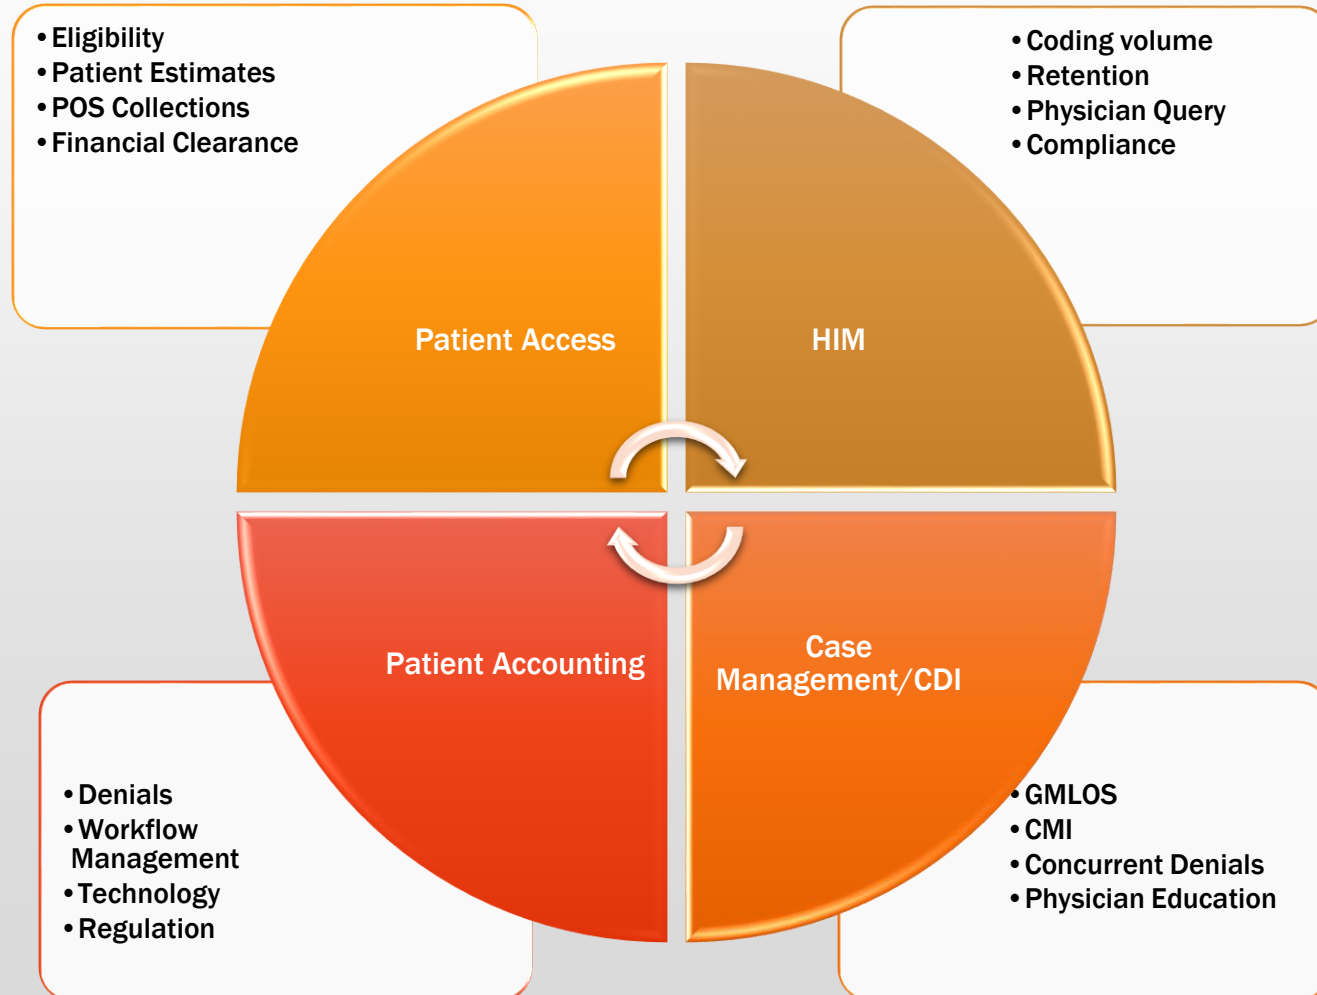 •Eligibility
•Patient Estimates
•POS Collections
•Financial Clearance
•Coding volume
•Retention
•Physician Query
•Compliance
Patient Access
HIM
Patient Accounting
Case
Management/CDI
•Denials
•Workflow
Management
•Technology
•Regulation
•GMLOS
•CMI
•Concurrent Denials
•Physician Education